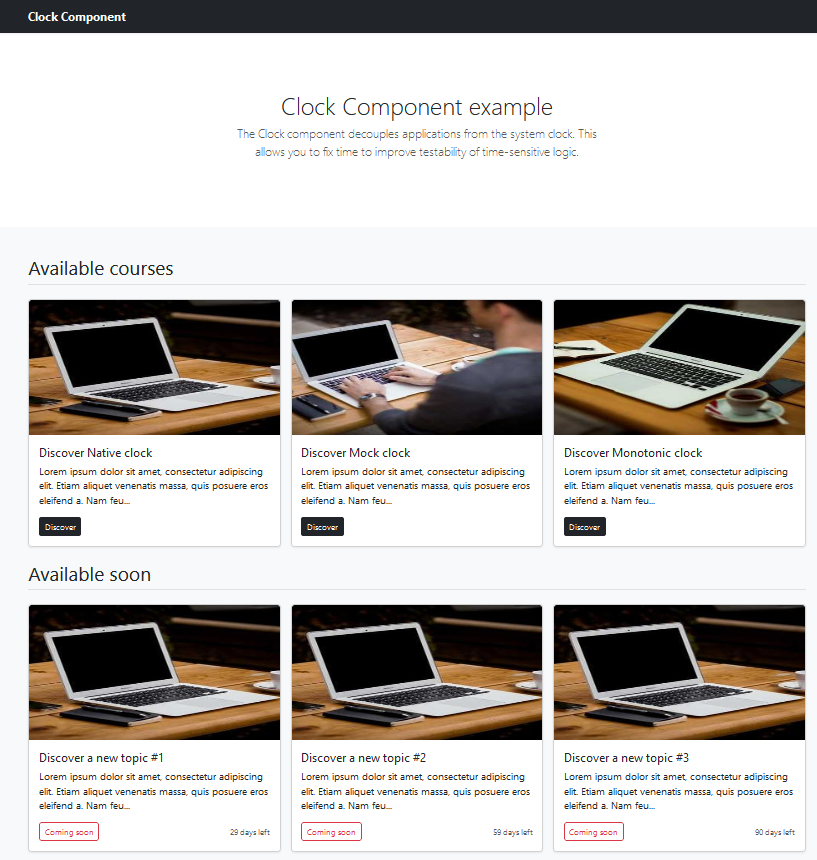 Clock Component
Clock Component example
The Clock component decouples applications from the system clock. This
allows you to fix time to improve testability of time-sensitive logic.
Available courses
Discover Native clock
Lorem ipsum dolor sit amet, consectetur adipiscing
elit. Etiam aliquet venenatis massa, quis posuere eros
eleifend a. Nam feu...
Discover
Discover Mock clock
Lorem ipsum dolor sit amet, consectetur adipiscing
elit. Etiam aliquet venenatis massa, quis posuere eros
eleifend a. Nam feu...
Discover
Discover Monotonic clock
Lorem ipsum dolor sit amet, consectetur adipiscing
elit. Etiam aliquet venenatis massa, quis posuere eros
eleifend a. Nam feu...
Discover
Available soon
Discover a new topic #1
Lorem ipsum dolor sit amet, consectetur adipiscing
elit. Etiam aliquet venenatis massa, quis posuere eros
eleifend a. Nam feu...
Coming soon 29 days left
Discover a new topic #2
Lorem ipsum dolor sit amet, consectetur adipiscing
elit. Etiam aliquet venenatis massa, quis posuere eros
eleifend a. Nam feu...
Coming soon 59 days left
Discover a new topic #3
Lorem ipsum dolor sit amet, consectetur adipiscing
elit. Etiam aliquet venenatis massa, quis posuere eros
eleifend a. Nam feu...
Coming soon 90 days left